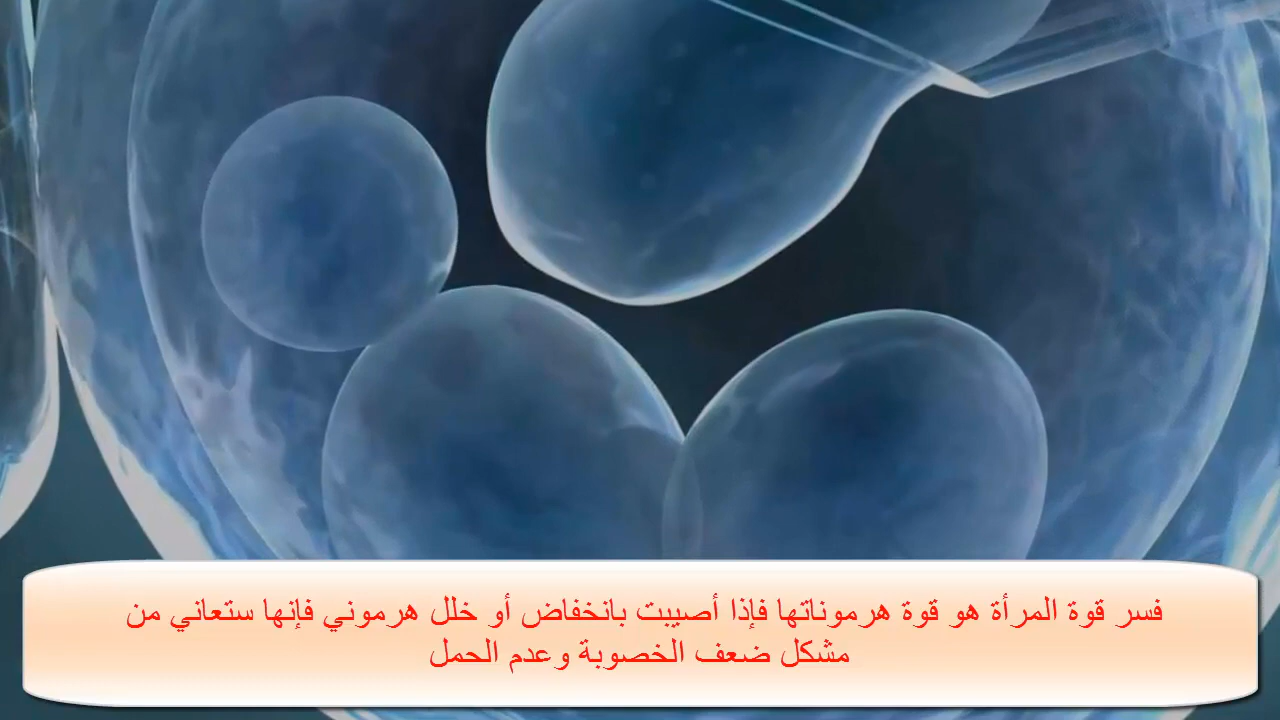 فسر قوة المرأة هو قوة هرموناتها فإذا أصيبت بانخفاض أو خلل هرموني فإنها ستعاني من
مشكل ضعف الخصوبة وعدم الحمل